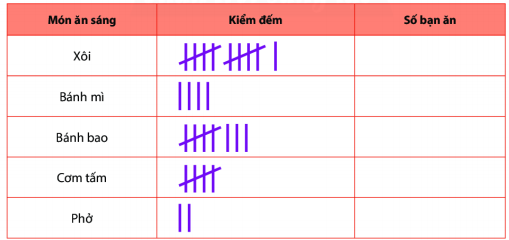 Món ăn sáng Kiểm đếm Số bạn ăn
Xôi
Bánh mì
Bánh bao
Cơm tấm
Phở